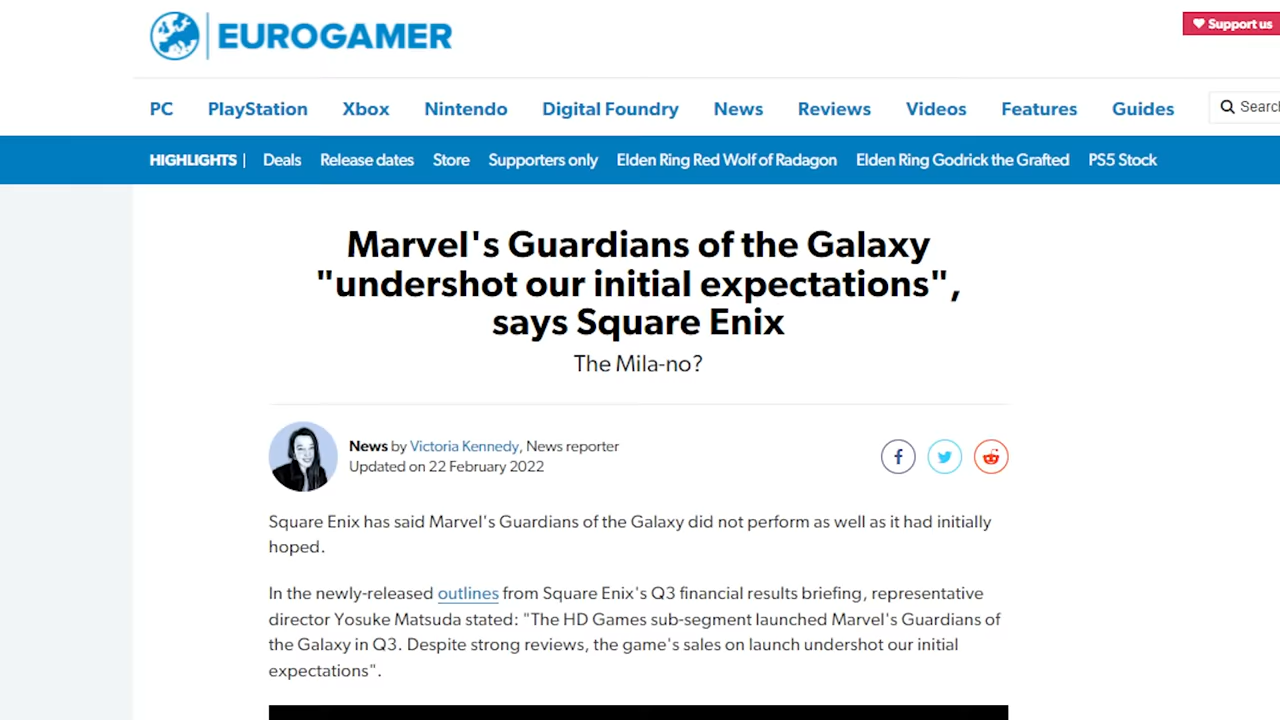 EUROGAMER
Support us
PC PlayStation Xbox Nintendo Digital Foundry News Reviews Videos Features Guides
HIGHLIGHTS | Deals Release dates Store Supporters only Elden Ring Red Wolf of Radagon Elden Ring Godrick the Grafted PS5 Stock
Marvel's Guardians of the Galaxy
"undershot our initial expectations",
says Square Enix
The Mila-no?
News by Victoria Kennedy, News reporter
Updated on 22 February 2022
Square Enix has said Marvel's Guardians of the Galaxy did not perform as well as it had initially
hoped.
In the newly-released outlines from Square Enix's Q3 financial results briefing, representative
director Yosuke Matsuda stated: "The HD Games sub-segment launched Marvel's Guardians of
the Galaxy in Q3. Despite strong reviews, the game's sales on launch undershot our initial
expectations".